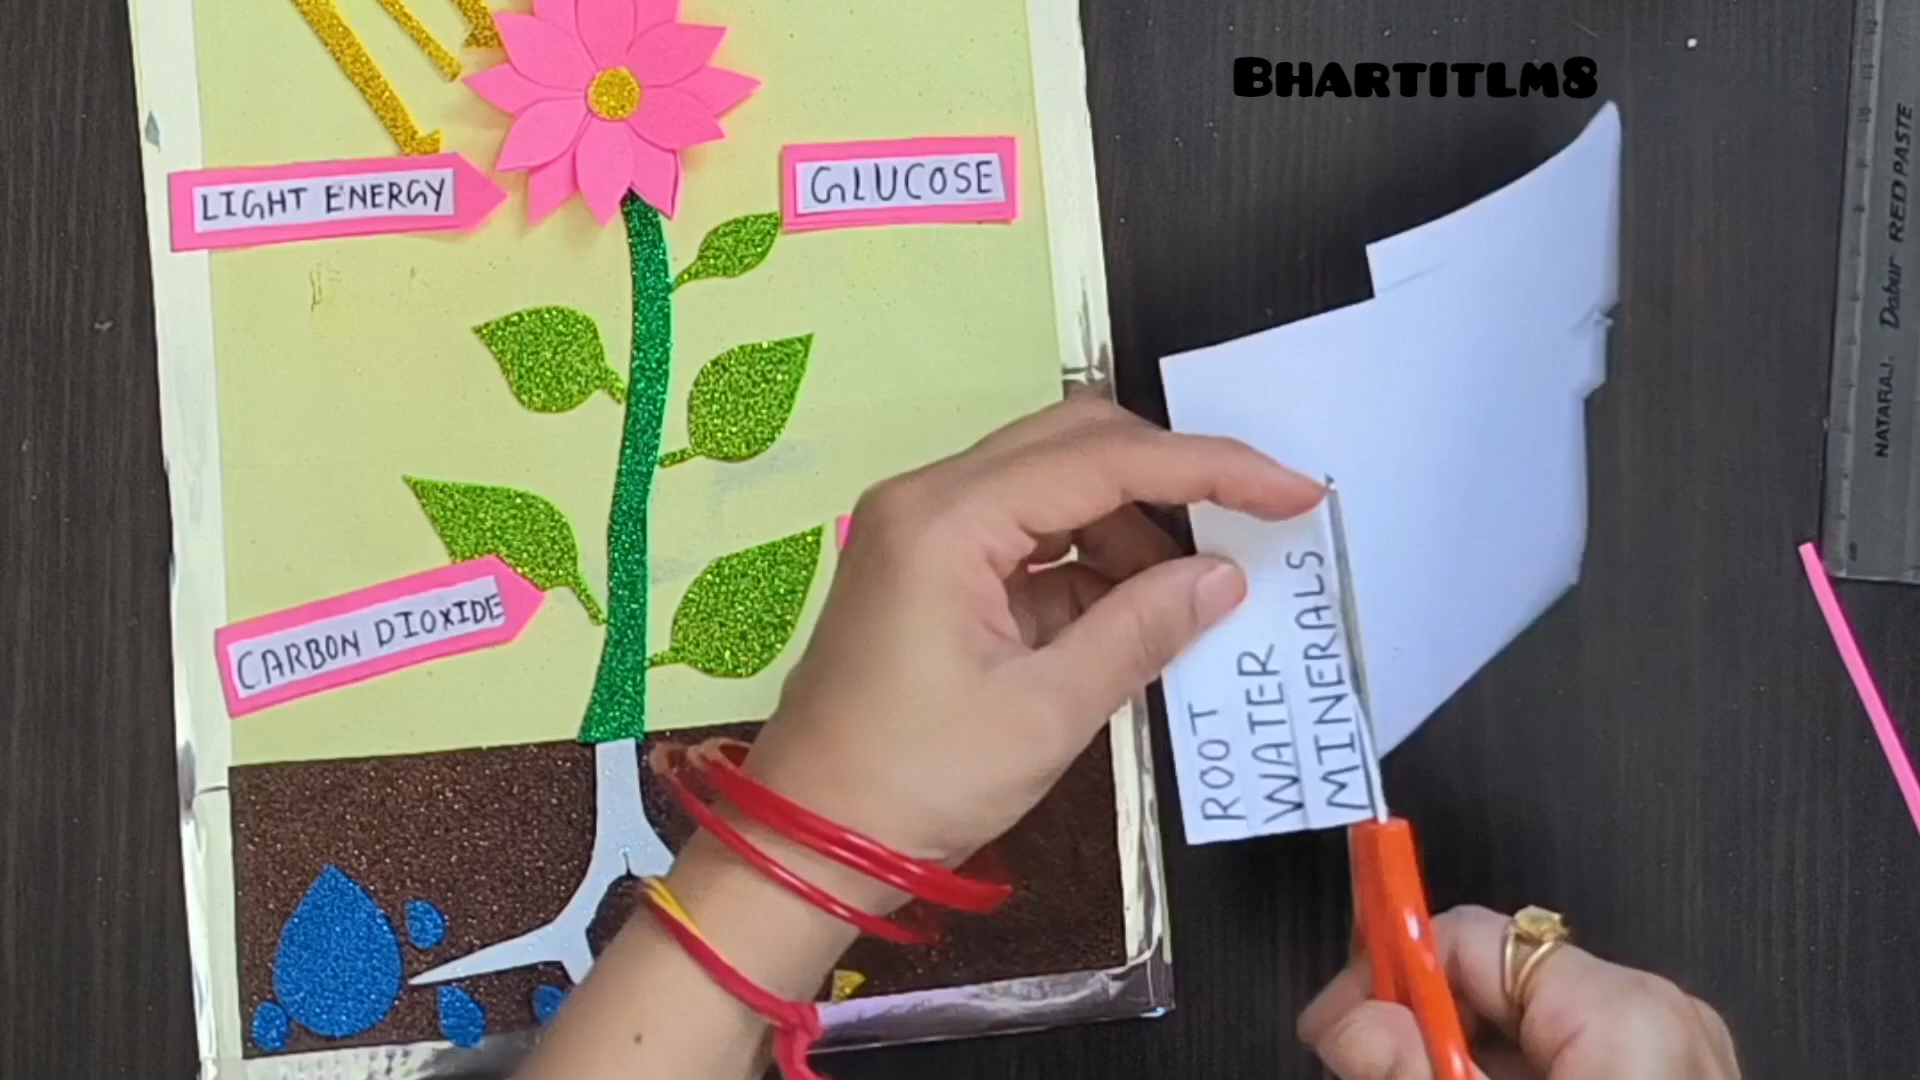 BHARTITLM8
LIGHT ENERGY
GLUCOSE
CARBON DIOXIDE
ROOT
WATER
MINERALS
NATARAJ. Dabur RED PASTE